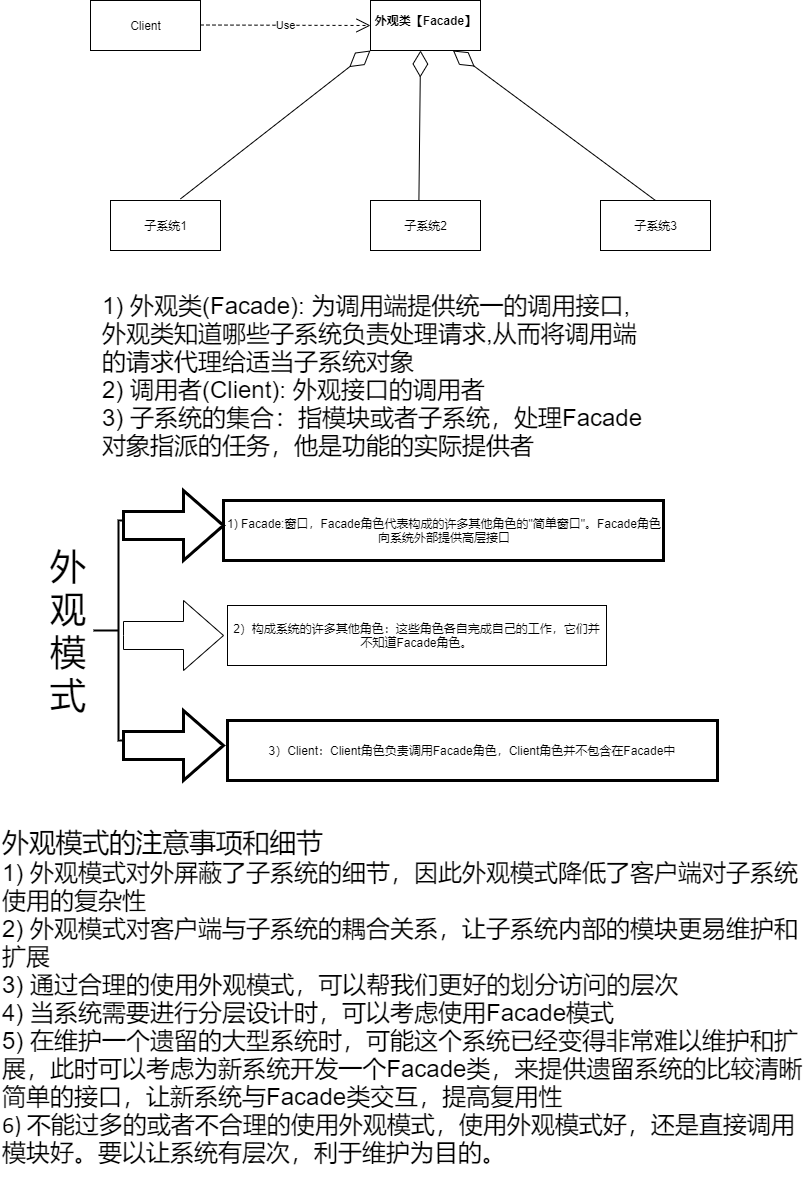 Client
Use
外观类【Facade】
子系统1
子系统2
子系统3
1) 外观类(Facade): 为调用端提供统一的调用接口,
外观类知道哪些子系统负责处理请求,从而将调用端
的请求代理给适当子系统对象
2) 调用者(Client): 外观接口的调用者
3) 子系统的集合：指模块或者子系统，处理Facade
对象指派的任务，他是功能的实际提供者
外
观
模
式
1) Facade:窗口，Facade角色代表构成的许多其他角色的"简单窗口"。Facade角色
向系统外部提供高层接口
2）构成系统的许多其他角色：这些角色各自完成自己的工作，它们并
不知道Facade角色。
3）Client：Client角色负责调用Facade角色，Client角色并不包含在Facade中
外观模式的注意事项和细节
1) 外观模式对外屏蔽了子系统的细节，因此外观模式降低了客户端对子系统
使用的复杂性
2) 外观模式对客户端与子系统的耦合关系，让子系统内部的模块更易维护和
扩展
3) 通过合理的使用外观模式，可以帮我们更好的划分访问的层次
4) 当系统需要进行分层设计时，可以考虑使用Facade模式
5) 在维护一个遗留的大型系统时，可能这个系统已经变得非常难以维护和扩
展，此时可以考虑为新系统开发一个Facade类，来提供遗留系统的比较清晰
简单的接口，让新系统与Facade类交互，提高复用性
6) 不能过多的或者不合理的使用外观模式，使用外观模式好，还是直接调用
模块好。要以让系统有层次，利于维护为目的。